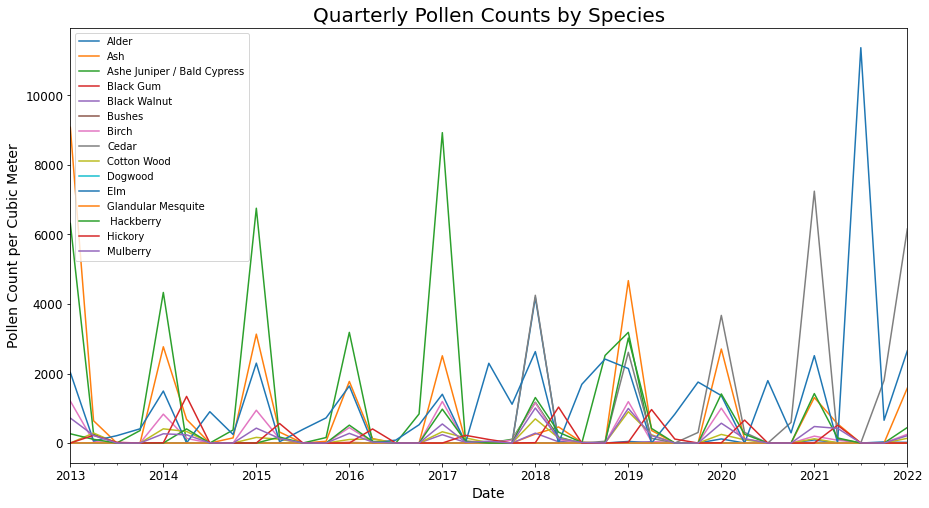 Quarterly Pollen Counts by Species
Pollen Count per Cubic Meter
10000
8000
6000
4000
2000
0
Alder
Ash
Ashe Juniper / Bald Cypress
Black Gum
Black Walnut
Bushes
Birch
Cedar
Cotton Wood
Dogwood
Elm
Glandular Mesquite
Hackberry
Hickory
Mulberry
2013 2014 2015 2016 2017 2018 2019 2020 2021 2022
Date